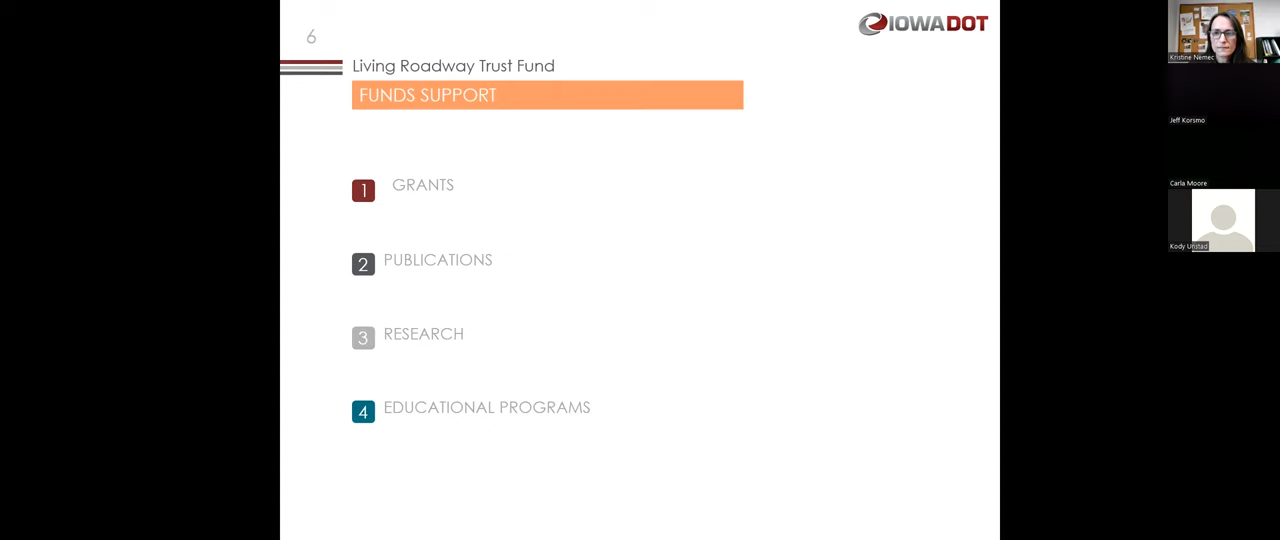 6
IOWADOT
Living Roadway Trust Fund
FUNDS SUPPORT
1 GRANTS
2 PUBLICATIONS
3 RESEARCH
4 EDUCATIONAL PROGRAMS
Kristine Nemec
Jeff Korsmo
Carla Moore
Kody Unstad